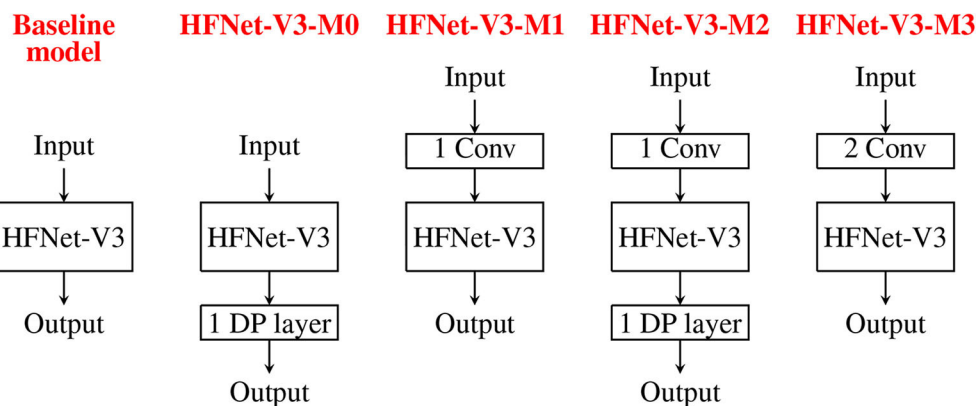 Baseline
model
Input
HFNet-V3
Output
HFNet-V3-M0
Input
HFNet-V3
1 DP layer
Output
HFNet-V3-M1
Input
1 Conv
HFNet-V3
Output
HFNet-V3-M2
Input
1 Conv
HFNet-V3
1 DP layer
Output
HFNet-V3-M3
Input
2 Conv
HFNet-V3
Output